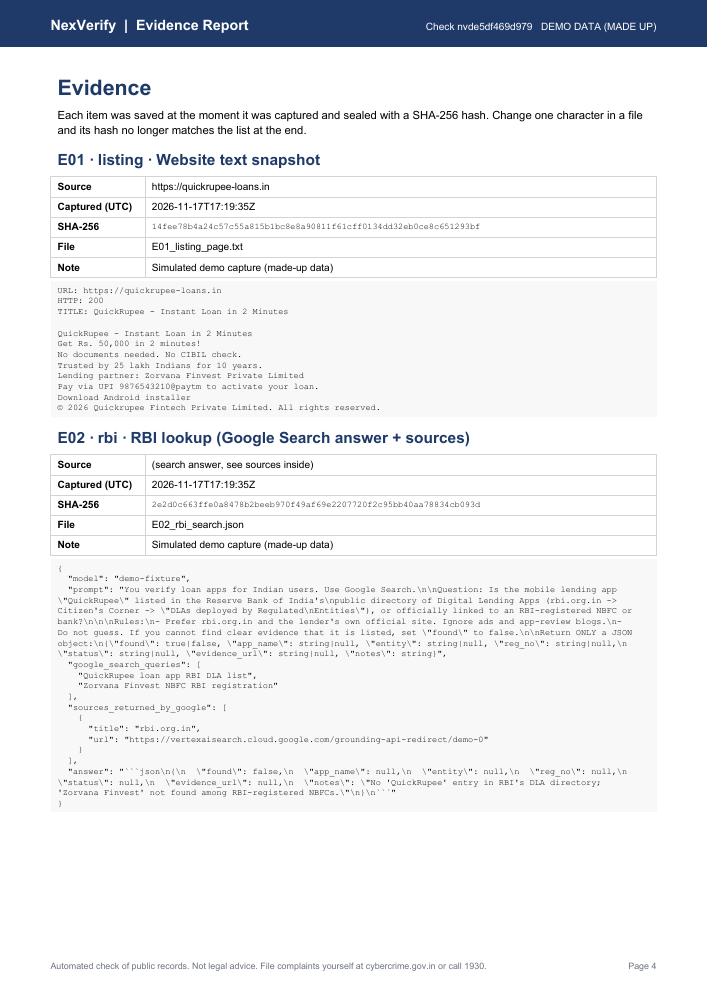 NexVerify | Evidence Report
Check nvde5df469d979 DEMO DATA (MADE UP)
Evidence
Each item was saved at the moment it was captured and sealed with a SHA-256 hash. Change one character in a file
and its hash no longer matches the list at the end.
E01 · listing · Website text snapshot
Source https://quickrupee-loans.in
Captured (UTC) 2026-11-17T17:19:35Z
SHA-256 14fee78b4a24c57c55a815b1bc8e8a90811f61cff0134dd32eb0ce8c651293bf
File E01_listing_page.txt
Note Simulated demo capture (made-up data)
URL: https://quickrupee-loans.in
HTTP: 200
TITLE: QuickRupee - Instant Loan in 2 Minutes
QuickRupee - Instant Loan in 2 Minutes
Get Rs. 50,000 in 2 minutes!
No documents needed. No CIBIL check.
Trusted by 25 lakh Indians for 10 years.
Lending partner: Zorvana Finvest Private Limited
Pay via UPI 9876543210@paytm to activate your loan.
Download Android installer
© 2026 Quickrupee Fintech Private Limited. All rights reserved.
E02 · rbi · RBI lookup (Google Search answer + sources)
Source (search answer, see sources inside)
Captured (UTC) 2026-11-17T17:19:35Z
SHA-256 2e2d0c663ffe0a8478b2beeb970f49af69e2207720f2c95bb40aa78834cb093d
File E02_rbi_search.json
Note Simulated demo capture (made-up data)
{
"model": "demo-fixture",
"prompt": "You verify loan apps for Indian users. Use Google Search.\n\nQuestion: Is the mobile lending app
\"QuickRupee\" listed in the Reserve Bank of India's\npublic directory of Digital Lending Apps (rbi.org.in ->
Citizen's Corner -> \"DLAs deployed by Regulated\nEntities\"), or officially linked to an RBI-registered NBFC or
bank?\n\n\nRules:\n- Prefer rbi.org.in and the lender's own official site. Ignore ads and app-review blogs.\n-
Do not guess. If you cannot find clear evidence that it is listed, set \"found\" to false.\n\nReturn ONLY a JSON
object:\n{\"found\": true|false, \"app_name\": string|null, \"entity\": string|null, \"reg_no\": string|null,\n
\"status\": string|null, \"evidence_url\": string|null, \"notes\": string}",
"google_search_queries": [
"QuickRupee loan app RBI DLA list",
"Zorvana Finvest NBFC RBI registration"
],
"sources_returned_by_google": [
{
"title": "rbi.org.in",
"url": "https://vertexaisearch.cloud.google.com/grounding-api-redirect/demo-0"
}
],
"answer": "```json\n{\n  \"found\": false,\n  \"app_name\": null,\n  \"entity\": null,\n  \"reg_no\": null,\n
\"status\": null,\n  \"evidence_url\": null,\n  \"notes\": \"No 'QuickRupee' entry in RBI's DLA directory;
'Zorvana Finvest' not found among RBI-registered NBFCs.\"\n}\n```"
}
Automated check of public records. Not legal advice. File complaints yourself at cybercrime.gov.in or call 1930.
Page 4